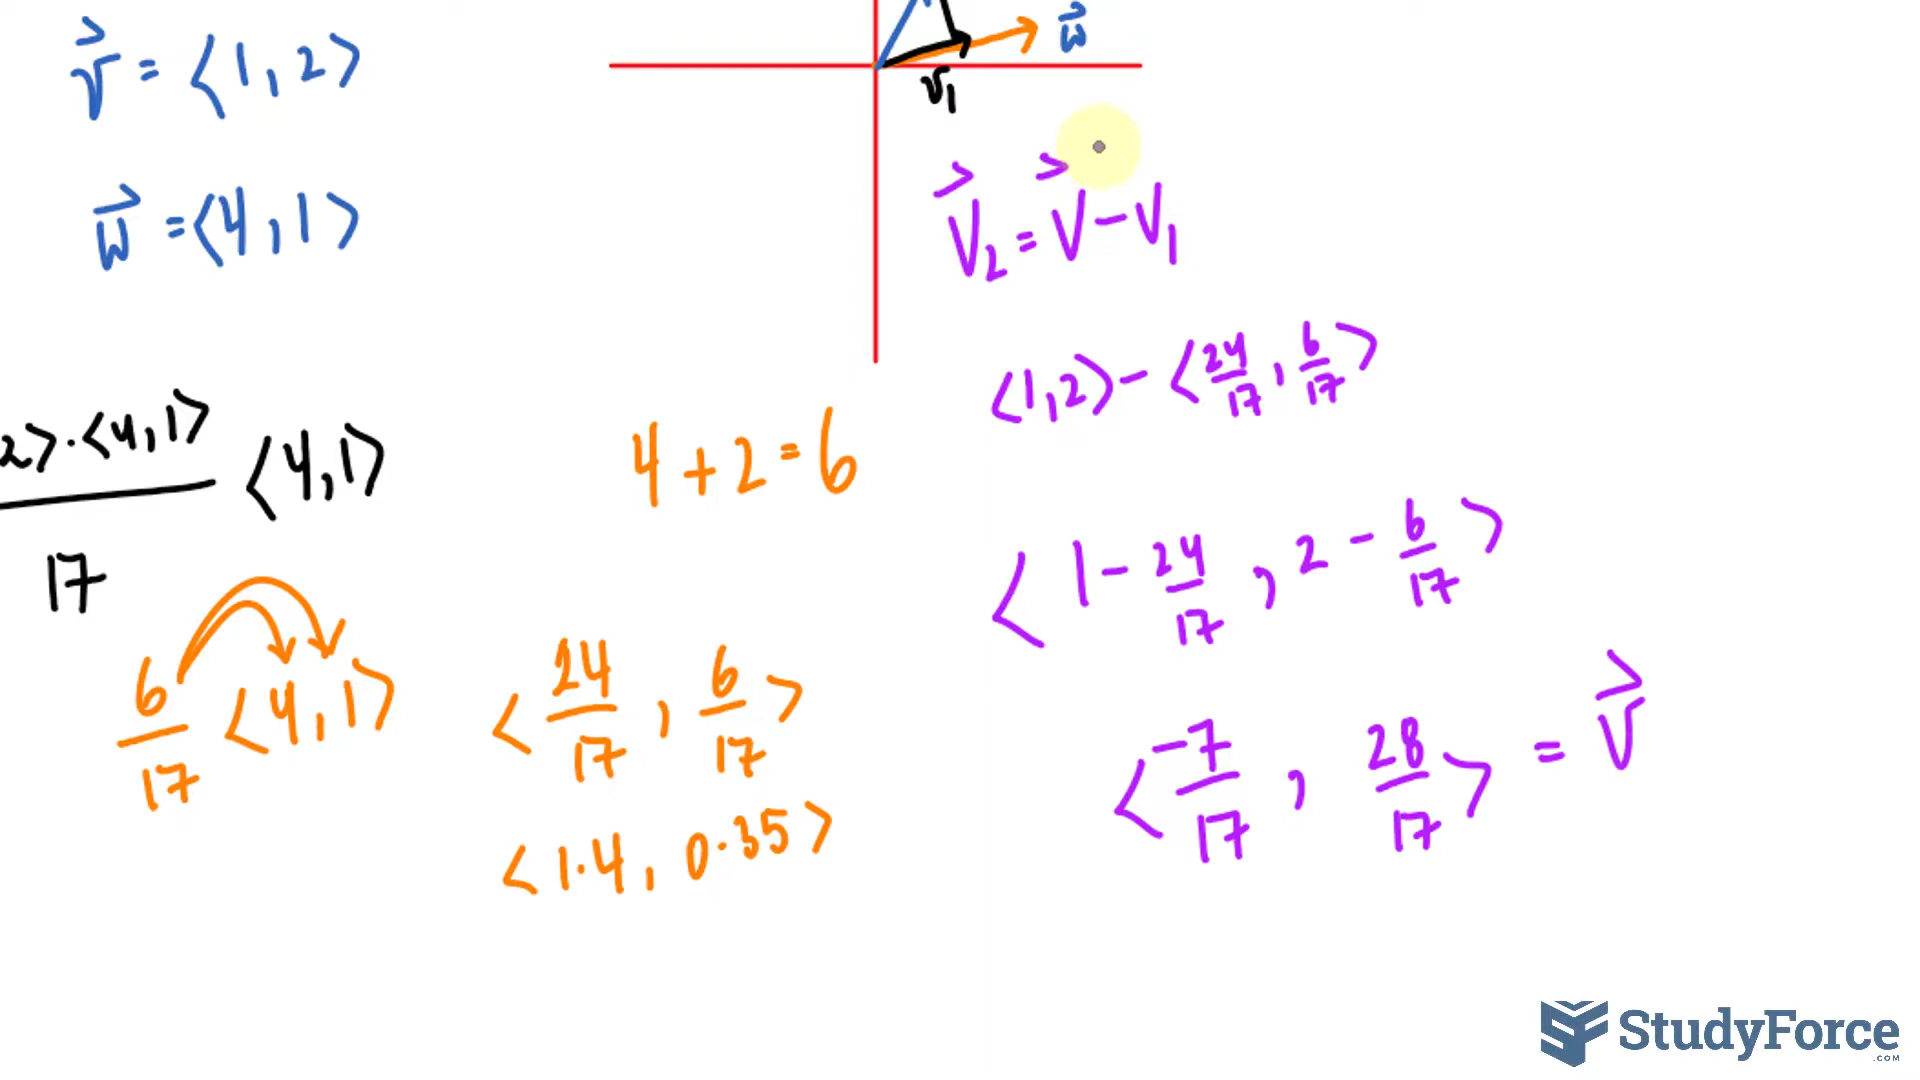 v⃗ = ⟨1, 2⟩
w⃗ = ⟨4, 1⟩
w⃗
v₁
v⃗₂ = v⃗ - v₁
⟨1, 2⟩ - ⟨24/17, 6/17⟩
⟨1 - 24/17, 2 - 6/17⟩
⟨-7/17, 28/17⟩ = v⃗
2⟩ · ⟨4, 1⟩ / 17 ⟨4, 1⟩
4 + 2 = 6
6/17 ⟨4, 1⟩
⟨24/17, 6/17⟩
⟨1.4, 0.35⟩
StudyForce
.COM